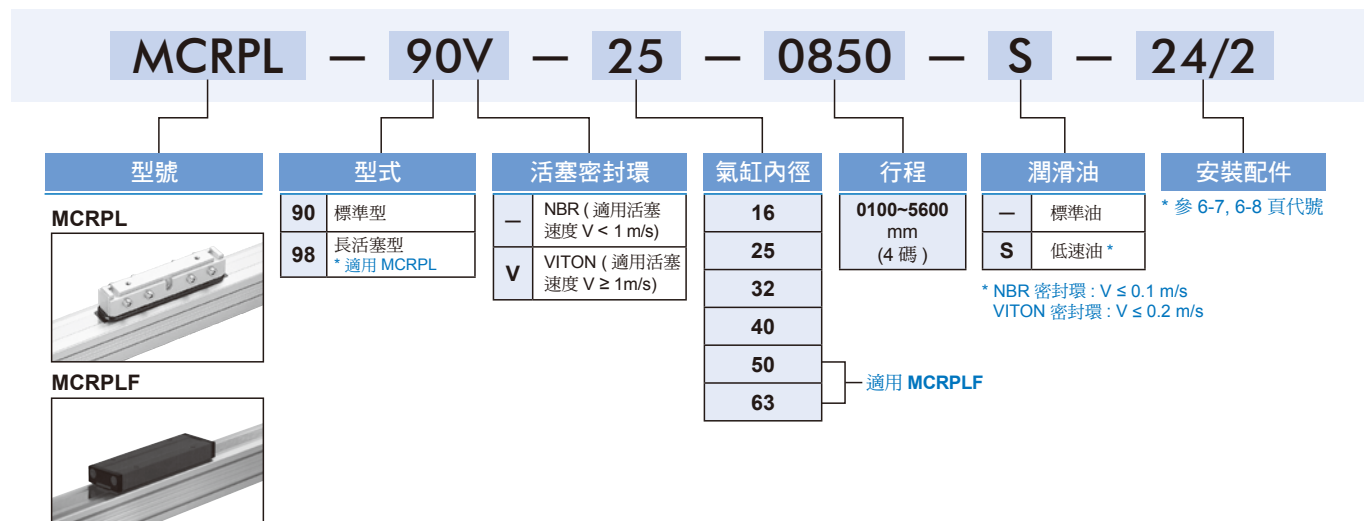 MCRPL — 90V — 25 — 0850 — S — 24/2
型號
MCRPL
MCRPLF
型式
90 標準型
98 長活塞型
* 適用 MCRPL
活塞密封環
— NBR ( 適用活塞
速度 V < 1 m/s)
V VITON ( 適用活塞
速度 V ≥ 1m/s)
氣缸內徑
16
25
32
40
50
63
適用 MCRPLF
行程
0100~5600
mm
(4 碼 )
潤滑油
— 標準油
S 低速油 *
* NBR 密封環 : V ≤ 0.1 m/s
VITON 密封環 : V ≤ 0.2 m/s
安裝配件
* 參 6-7, 6-8 頁代號